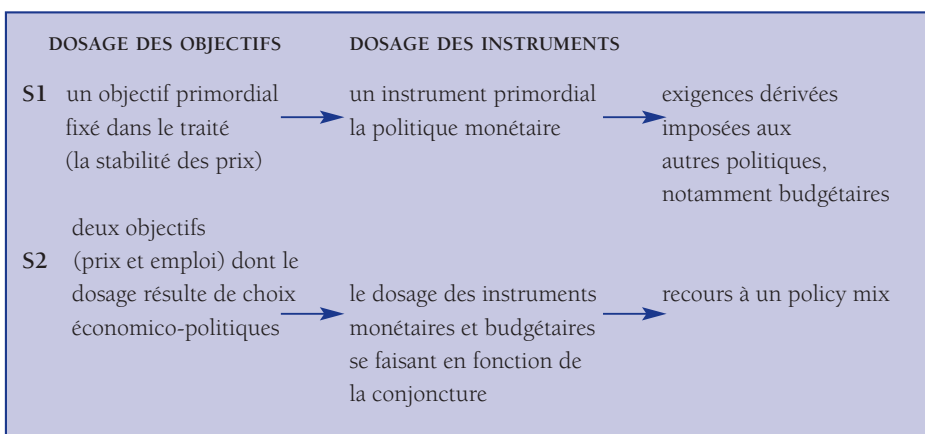 DOSAGE DES OBJECTIFS
DOSAGE DES INSTRUMENTS
S1 un objectif primordial
fixé dans le traité
(la stabilité des prix)
un instrument primordial
la politique monétaire
exigences dérivées
imposées aux
autres politiques,
notamment budgétaires
deux objectifs
S2 (prix et emploi) dont le
dosage résulte de choix
économico-politiques
le dosage des instruments
monétaires et budgétaires
se faisant en fonction de
la conjoncture
recours à un policy mix